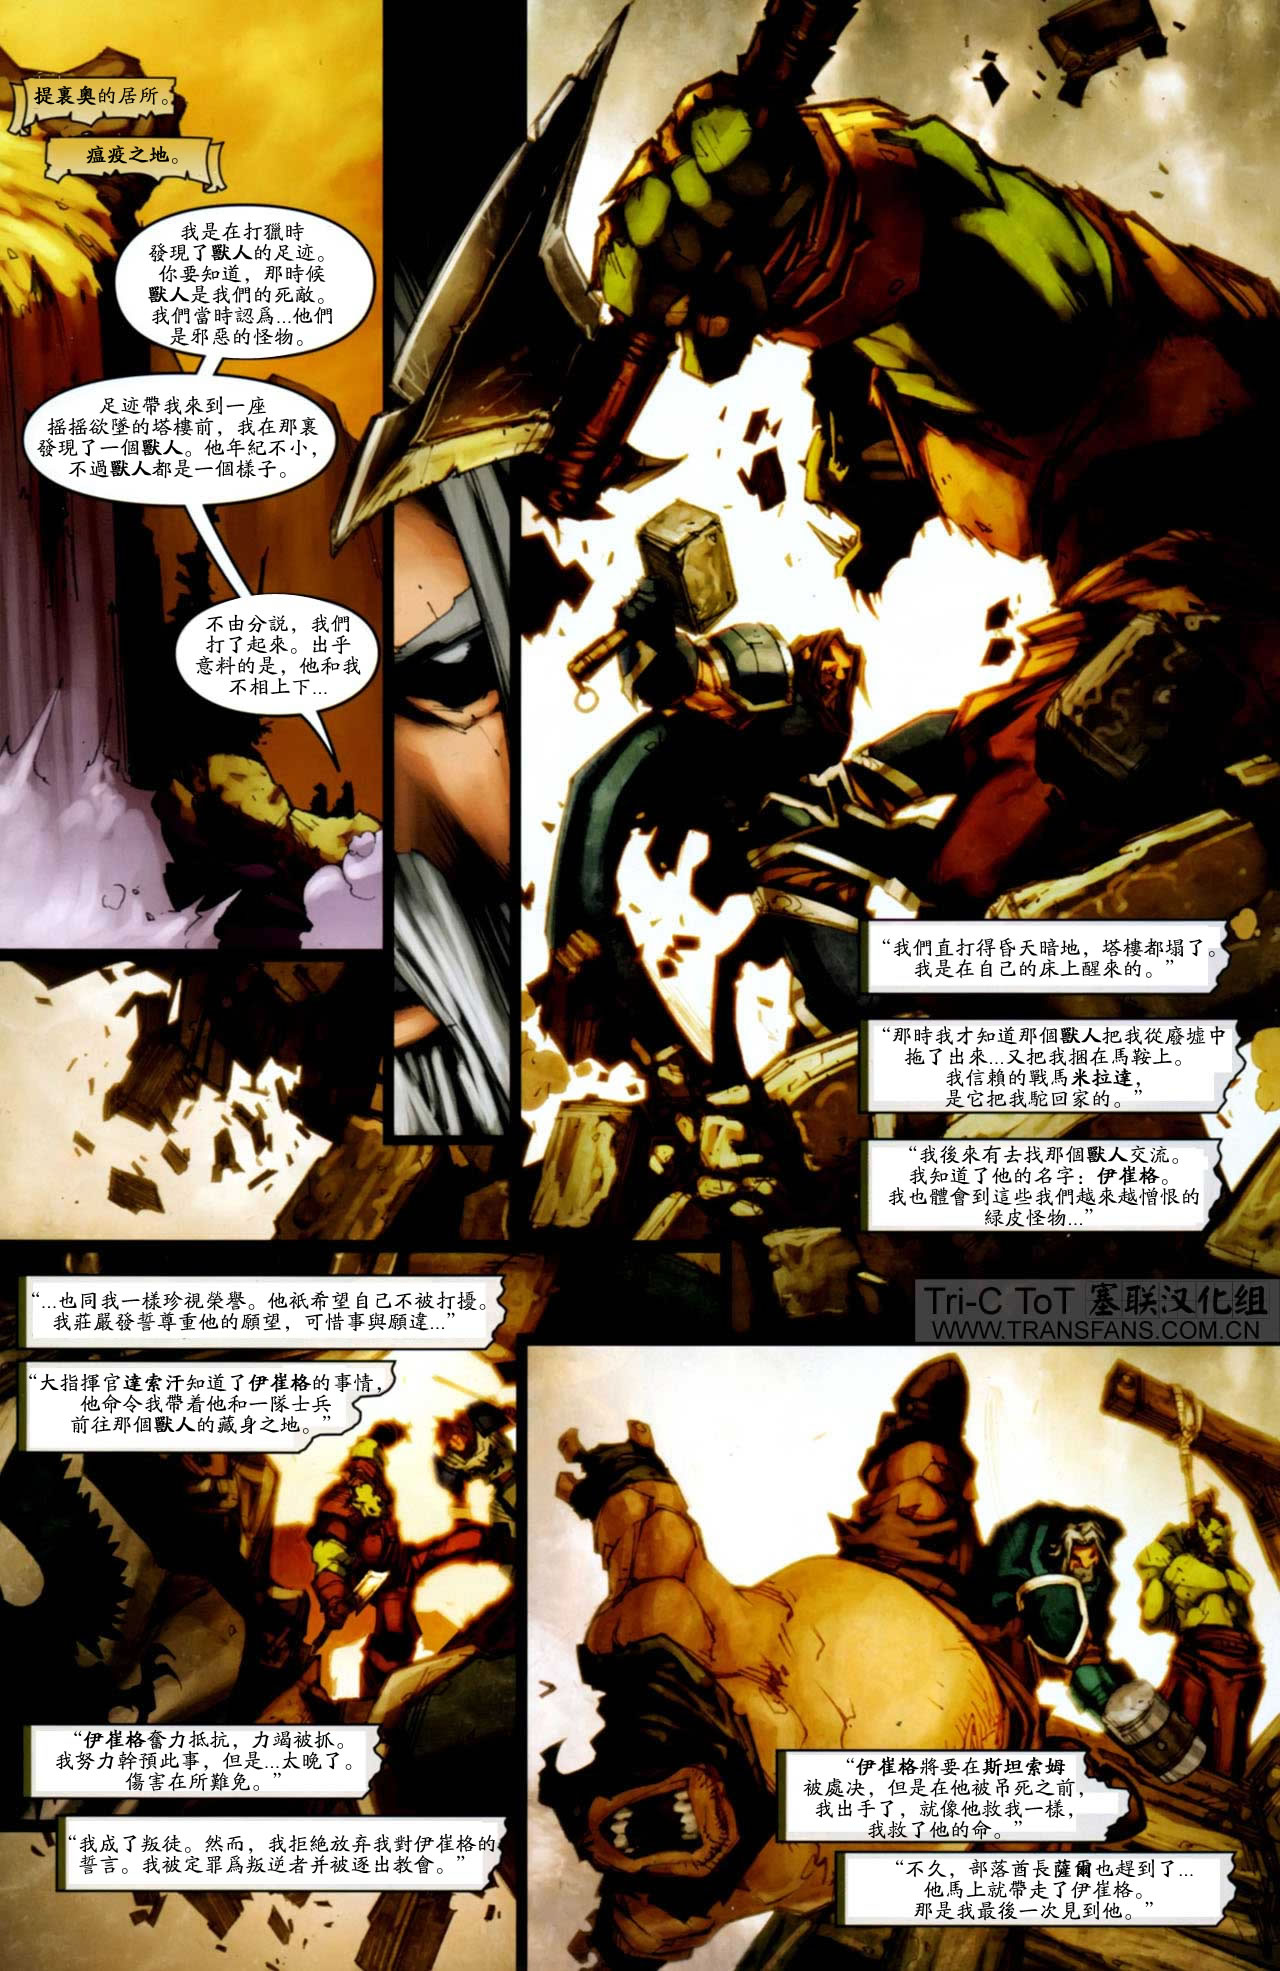 提裏奧的居所。
瘟疫之地。
我是在打獵時
發現了獸人的足迹。
你要知道，那時候
獸人是我們的死敵。
我們當時認爲...他們
是邪惡的怪物。
足迹帶我來到一座
摇摇欲墜的塔樓前，我在那裏
發現了一個獸人。他年紀不小，
不過獸人都是一個樣子。
不由分説，我們
打了起來。出乎
意料的是，他和我
不相上下...
“我們直打得昏天暗地，塔樓都塌了。
我是在自己的床上醒來的。”
“那時我才知道那個獸人把我從廢墟中
拖了出來...又把我捆在馬鞍上。
我信賴的戰馬米拉達，
是它把我駝回家的。”
“我後來有去找那個獸人交流。
我知道了他的名字：伊崔格。
我也體會到這些我們越來越憎恨的
緑皮怪物...”
Tri-C ToT 塞联汉化组
WWW.TRANSFANS.COM.CN
“...也同我一樣珍視榮譽。他衹希望自己不被打擾。
我莊嚴發誓尊重他的願望，可惜事與願違...”
“大指揮官達索汗知道了伊崔格的事情，
他命令我帶着他和一隊士兵
前往那個獸人的藏身之地。”
“伊崔格奮力抵抗，力竭被抓。
我努力幹預此事，但是...太晚了。
傷害在所難免。”
“我成了叛徒。然而，我拒絶放弃我對伊崔格的
誓言。我被定罪爲叛逆者并被逐出教會。”
“伊崔格將要在斯坦索姆
被處决，但是在他被吊死之前，
我出手了，就像他救我一樣，
我救了他的命。”
“不久，部落酋長薩爾也趕到了...
他馬上就帶走了伊崔格。
那是我最後一次見到他。”